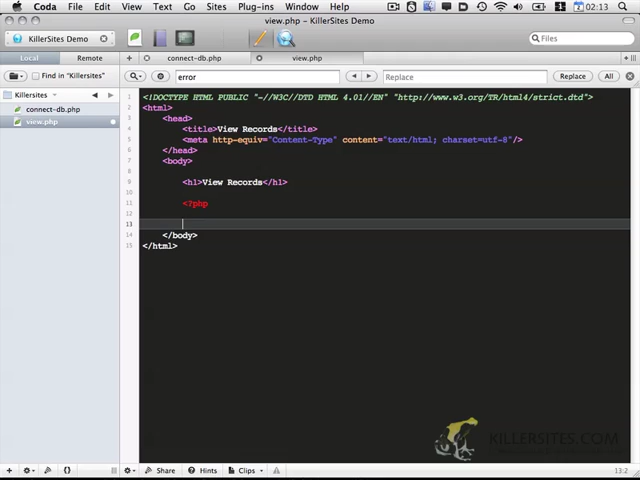 Coda File Edit View Text Go Sites Plug-ins Window Help 02:13
view.php - KillerSites Demo
KillerSites Demo Files
Local Remote connect-db.php view.php
Find in "Killersites" error Replace Replace All
Killersites
connect-db.php
view.php
1 <!DOCTYPE HTML PUBLIC "-//W3C//DTD HTML 4.01//EN" "http://www.w3.org/TR/html4/strict.dtd">
2 <html>
3 <head>
4 <title>View Records</title>
5 <meta http-equiv="Content-Type" content="text/html; charset=utf-8"/>
6 </head>
7 <body>
8
9 <h1>View Records</h1>
10
11 <?php
12
13
14 </body>
15 </html>
KILLERSITES.COM
Share Hints Clips 13:2